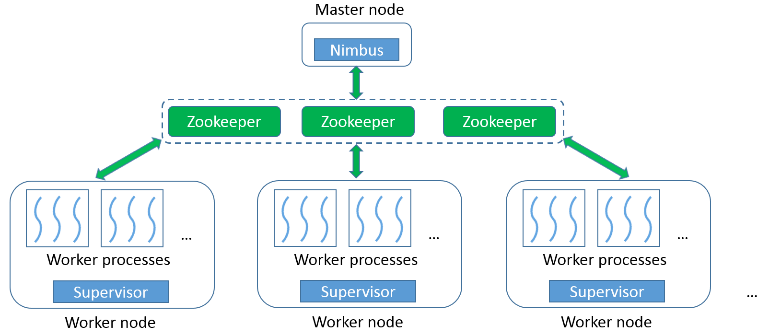 Master node
Nimbus
Zookeeper Zookeeper Zookeeper
... ... ...
Worker processes Worker processes Worker processes
Supervisor Supervisor Supervisor ...
Worker node Worker node Worker node